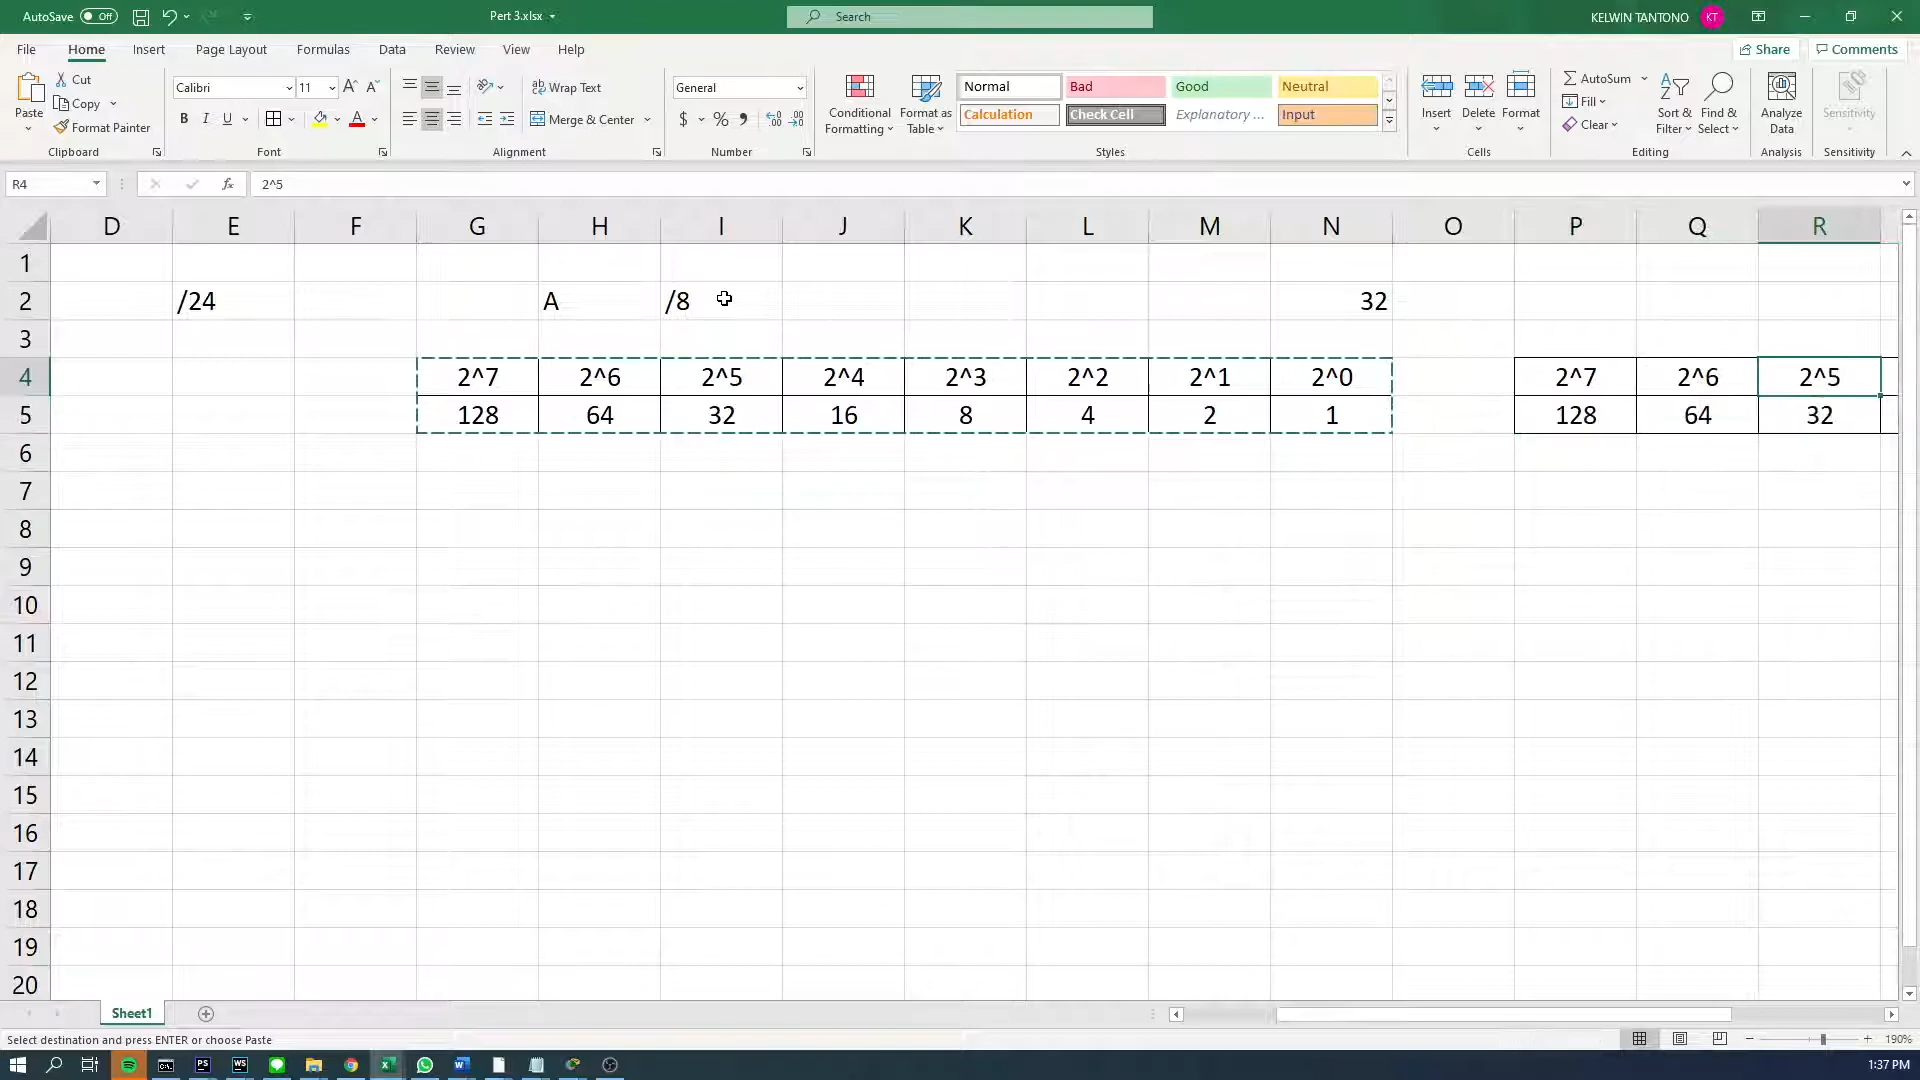 AutoSave Off Part 3.xlsx Search KELWIN TANTONO KT
File Home Insert Page Layout Formulas Data Review View Help Share Comments
Paste Cut Copy Format Painter Clipboard
Calibri 11 A^ A˅ B I U A Font
Wrap Text Merge & Center Alignment
General $ % 9 Number
Conditional Formatting Format as Table Normal Bad Good Neutral Calculation Check Cell Explanatory ... Input Styles
Insert Delete Format Cells
AutoSum Fill Clear Sort & Filter Find & Select Editing
Analyze Data Analysis Sensitivity Sensitivity
R4 fx 2^5
D E F G H I J K L M N O P Q R
1
2 /24 A /8 32
3
4 2^7 2^6 2^5 2^4 2^3 2^2 2^1 2^0 2^7 2^6 2^5
5 128 64 32 16 8 4 2 1 128 64 32
6
7
8
9
10
11
12
13
14
15
16
17
18
19
20
Sheet1
Select destination and press ENTER or choose Paste 190%
1:37 PM